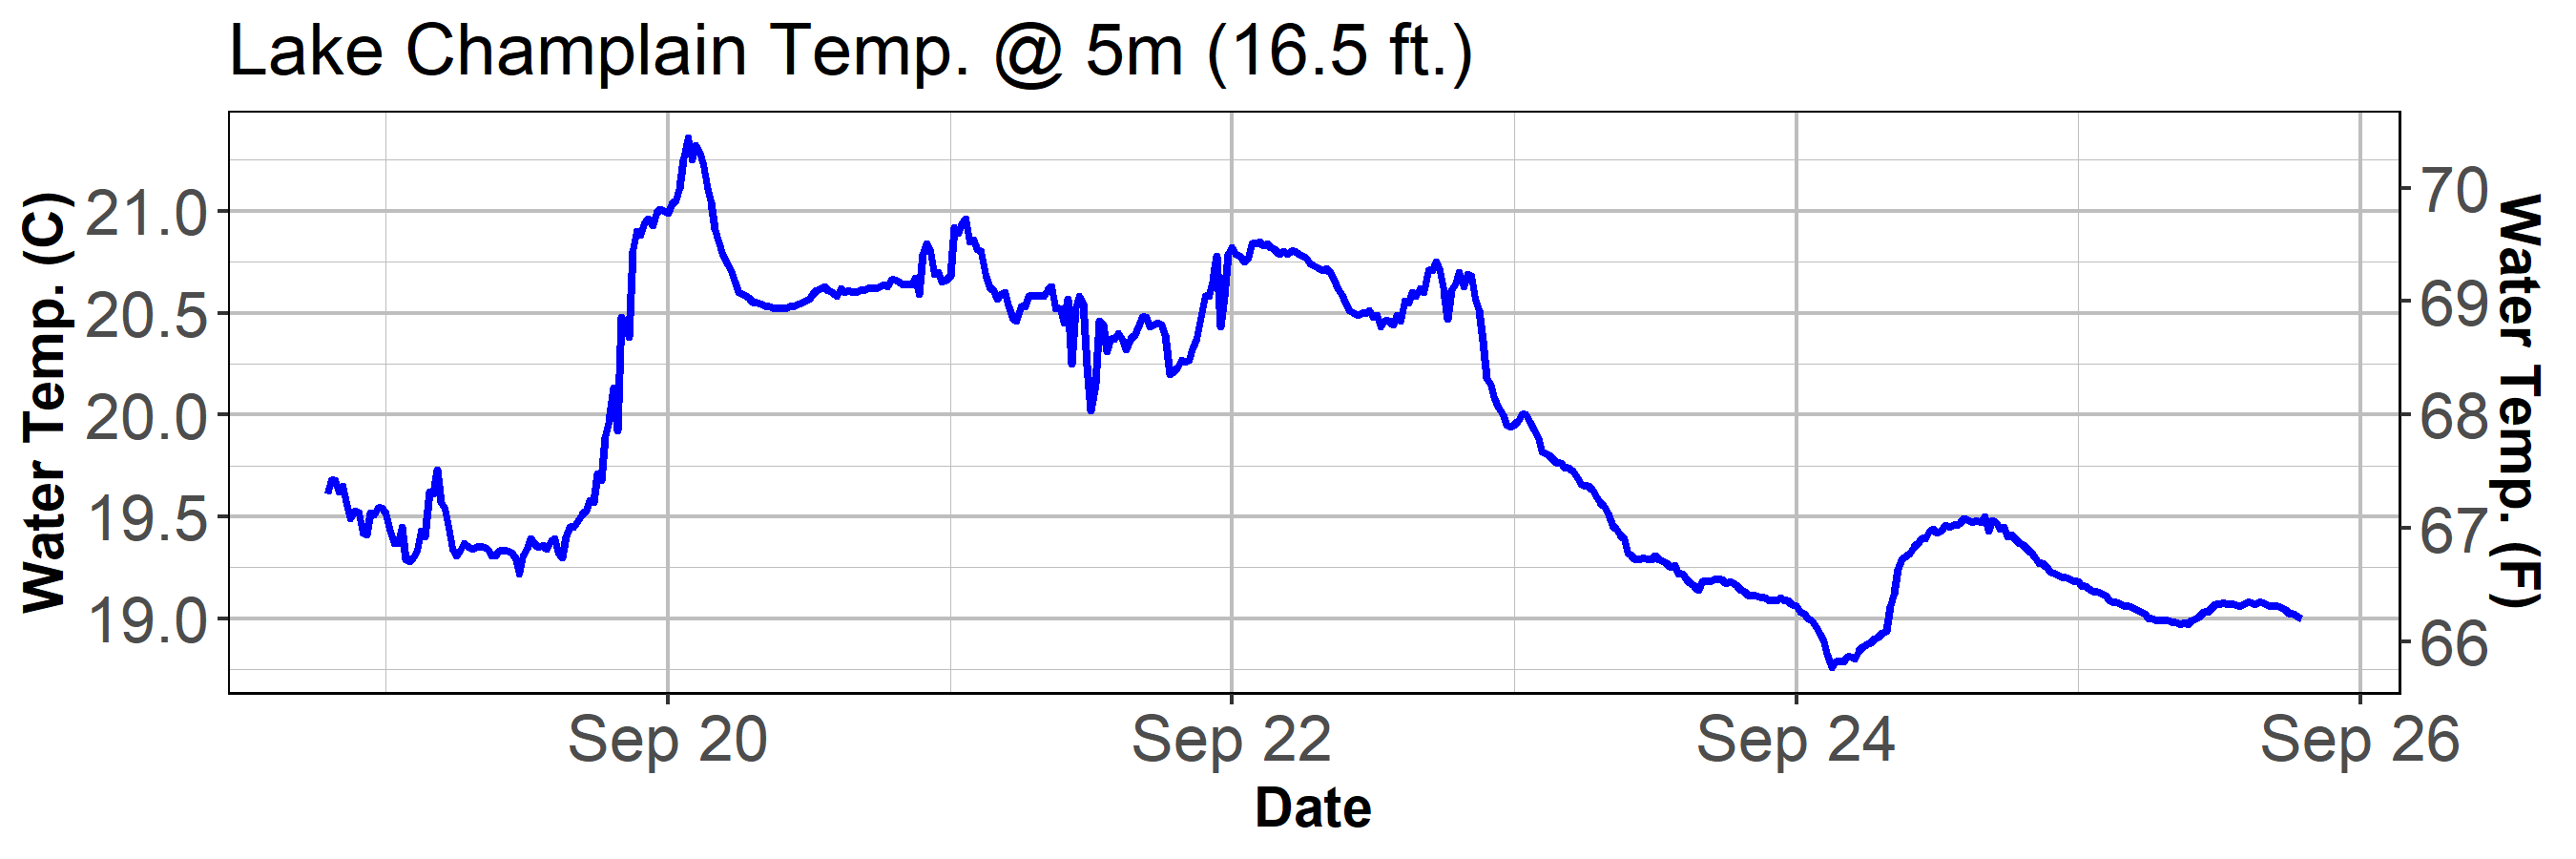 Lake Champlain Temp. @ 5m (16.5 ft.)
Water Temp. (C)
21.0
20.5
20.0
19.5
19.0
70
69
68
67
66
Water Temp. (F)
Sep 20
Sep 22
Sep 24
Sep 26
Date